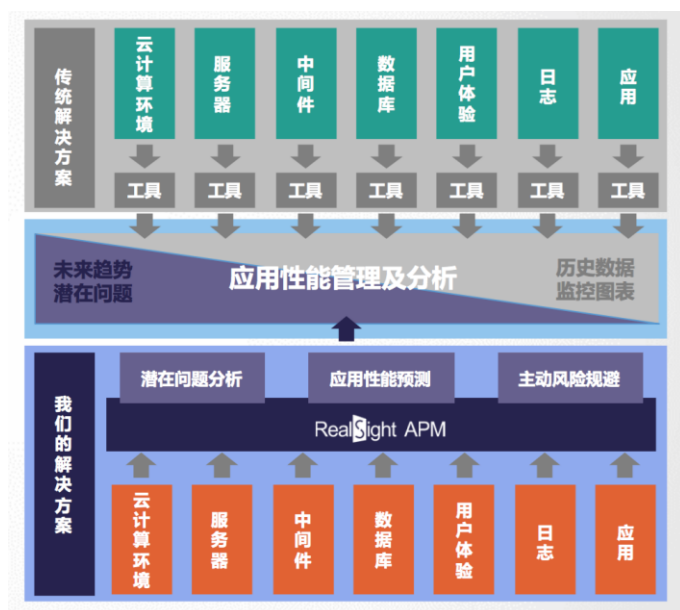 传统解决方案
云计算环境
服务器
中间件
数据库
用户体验
日志
应用
工具
工具
工具
工具
工具
工具
工具
未来趋势
潜在问题
应用性能管理及分析
历史数据
监控图表
我们的解决方案
潜在问题分析
应用性能预测
主动风险规避
RealSight APM
云计算环境
服务器
中间件
数据库
用户体验
日志
应用